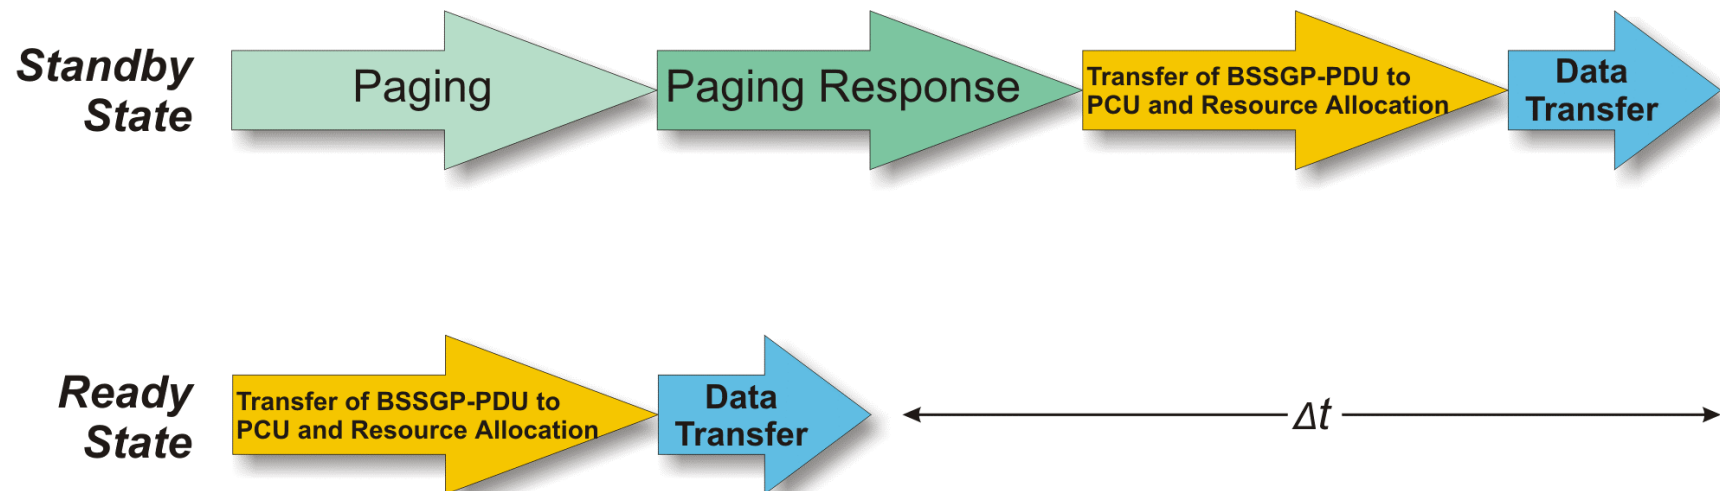 Standby
State
Paging
Paging Response
Transfer of BSSGP-PDU to
PCU and Resource Allocation
Data
Transfer
Ready
State
Transfer of BSSGP-PDU to
PCU and Resource Allocation
Data
Transfer
Δt